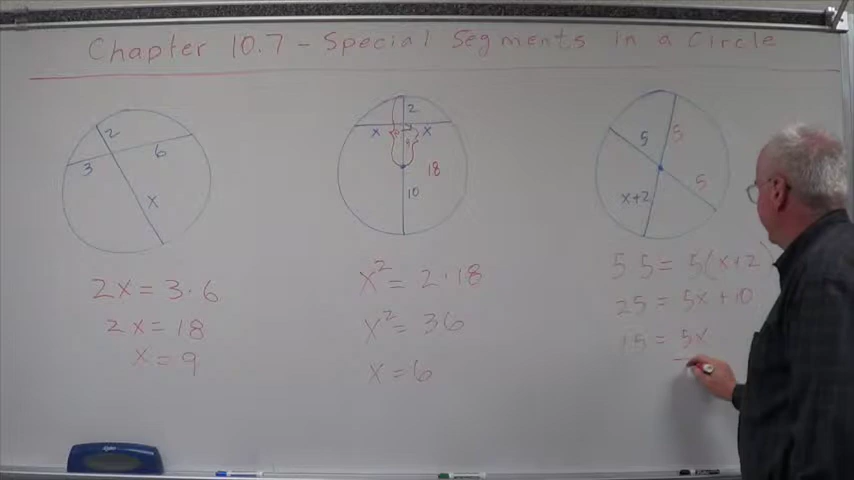 Chapter 10.7 - Special Segments in a Circle
2
3
6
x
2x = 3·6
2x = 18
x = 9
2
x
x
18
10
x² = 2·18
x² = 36
x = 6
5
5
x+2
5
5·5 = 5(x+2)
25 = 5x + 10
15 = 5x